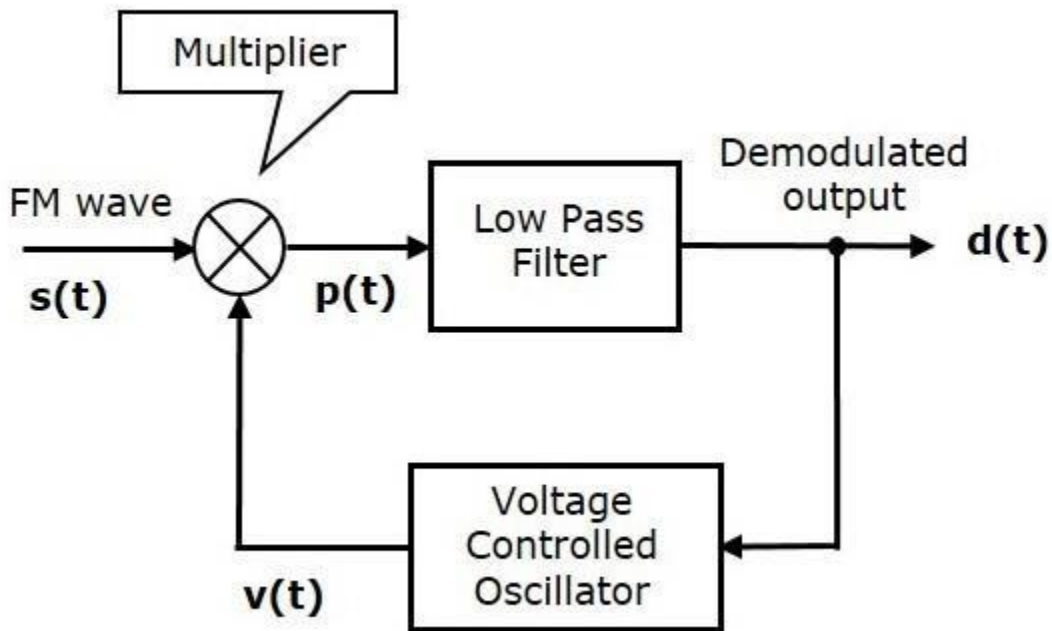 Multiplier
FM wave
s(t)
p(t)
Low Pass
Filter
Demodulated
output
d(t)
Voltage
Controlled
Oscillator
v(t)